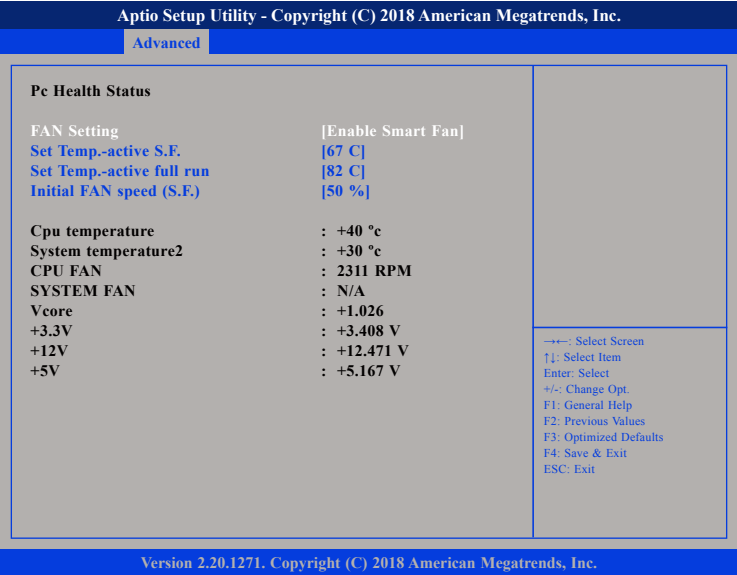 Aptio Setup Utility - Copyright (C) 2018 American Megatrends, Inc.
Advanced
Pc Health Status
FAN Setting [Enable Smart Fan]
Set Temp.-active S.F. [67 C]
Set Temp.-active full run [82 C]
Initial FAN speed (S.F.) [50 %]
Cpu temperature : +40 °c
System temperature2 : +30 °c
CPU FAN : 2311 RPM
SYSTEM FAN : N/A
Vcore : +1.026
+3.3V : +3.408 V
+12V : +12.471 V
+5V : +5.167 V
→←: Select Screen
↑↓: Select Item
Enter: Select
+/-: Change Opt.
F1: General Help
F2: Previous Values
F3: Optimized Defaults
F4: Save & Exit
ESC: Exit
Version 2.20.1271. Copyright (C) 2018 American Megatrends, Inc.